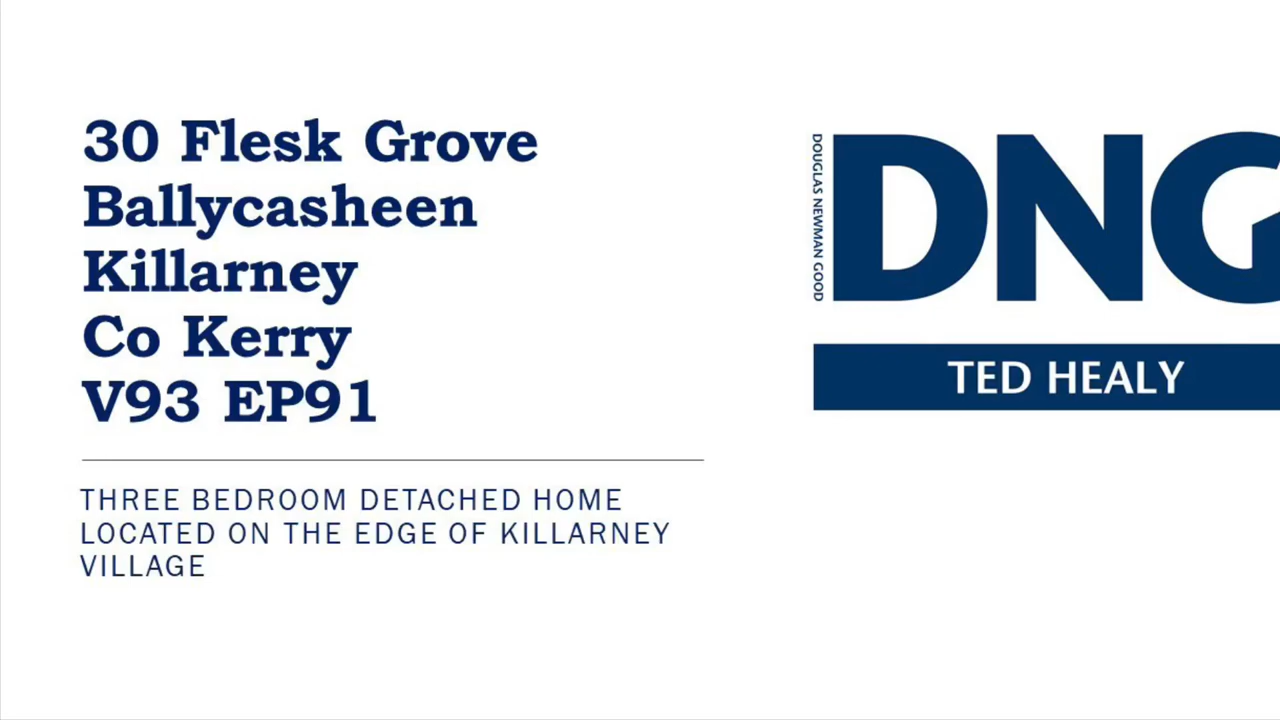 30 Flesk Grove
Ballycasheen
Killarney
Co Kerry
V93 EP91
THREE BEDROOM DETACHED HOME
LOCATED ON THE EDGE OF KILLARNEY
VILLAGE
DOUGLAS NEWMAN GOOD
DNG
TED HEALY